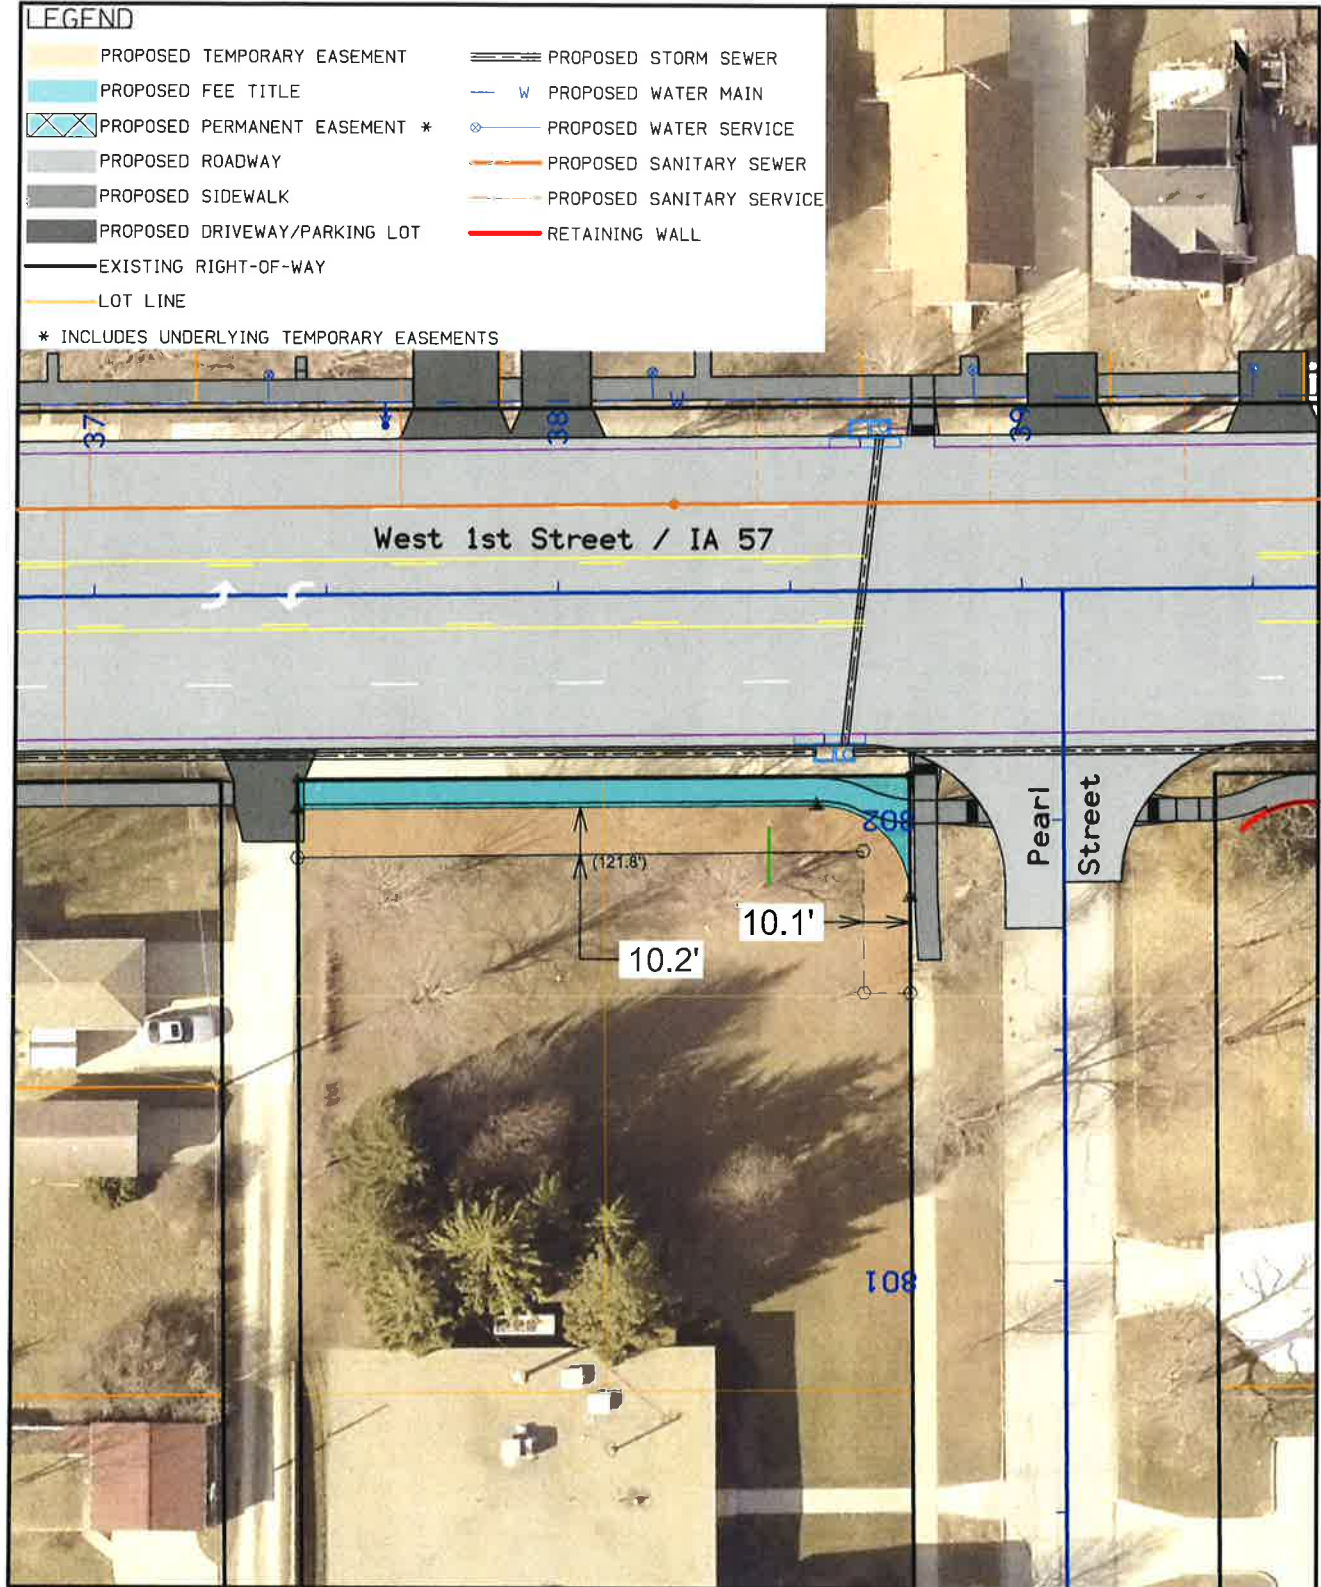 LEGEND
PROPOSED TEMPORARY EASEMENT
PROPOSED FEE TITLE
PROPOSED PERMANENT EASEMENT *
PROPOSED ROADWAY
PROPOSED SIDEWALK
PROPOSED DRIVEWAY/PARKING LOT
EXISTING RIGHT-OF-WAY
LOT LINE
* INCLUDES UNDERLYING TEMPORARY EASEMENTS
PROPOSED STORM SEWER
W PROPOSED WATER MAIN
PROPOSED WATER SERVICE
PROPOSED SANITARY SEWER
PROPOSED SANITARY SERVICE
RETAINING WALL
W
37
38
39
West 1st Street / IA 57
Pearl
Street
802
(121.8')
10.1'
10.2'
801